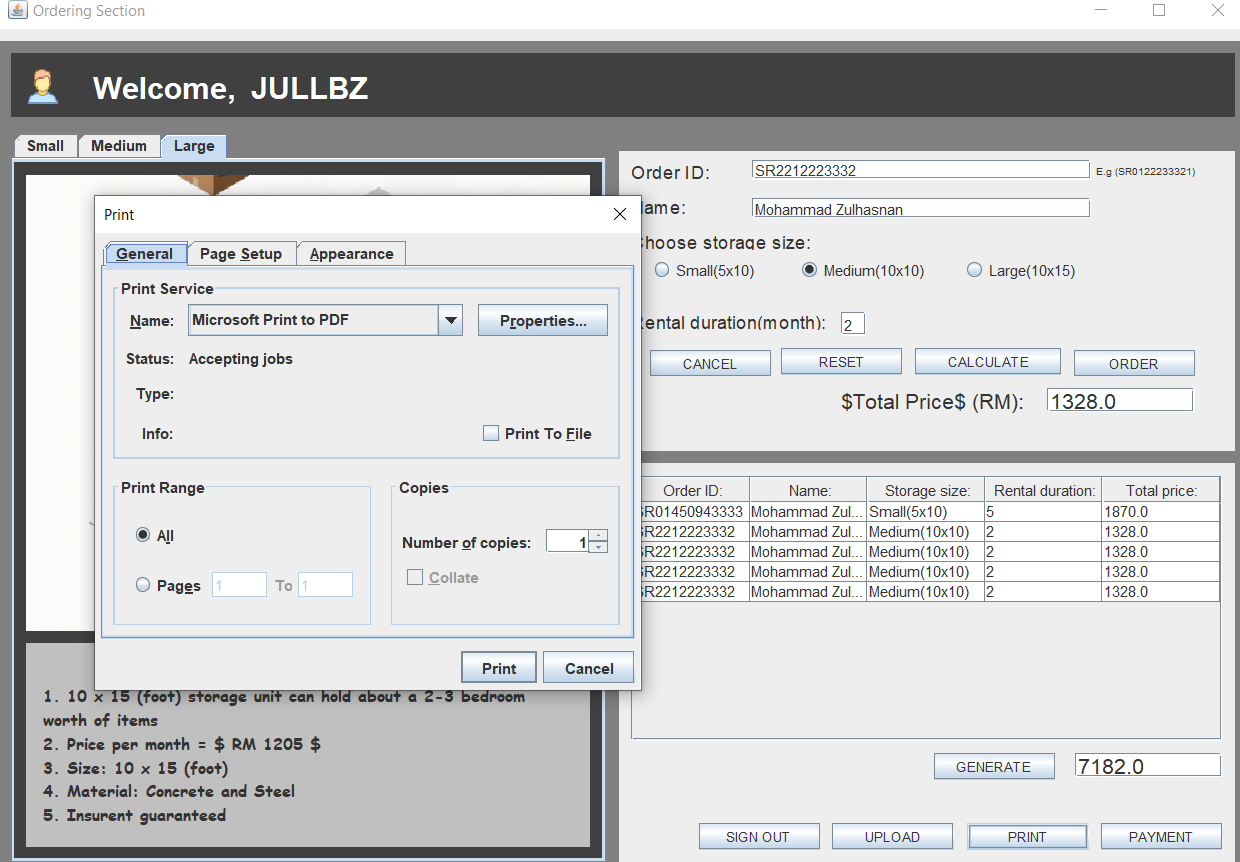 Ordering Section
Welcome, JULLBZ
Small Medium Large
Order ID: SR2212223332 E.g (SR0122233321)
ame: Mohammad Zulhasnan
hoose storage size:
Small(5x10) Medium(10x10) Large(10x15)
ental duration(month): 2
CANCEL RESET CALCULATE ORDER
$Total Price$ (RM): 1328.0
Print
General Page Setup Appearance
Print Service
Name: Microsoft Print to PDF Properties...
Status: Accepting jobs
Type:
Info: Print To File
Print Range
All
Pages 1 To 1
Copies
Number of copies: 1
Collate
Print Cancel
Order ID: Name: Storage size: Rental duration: Total price:
SR01450943333 Mohammad Zul... Small(5x10) 5 1870.0
SR2212223332 Mohammad Zul... Medium(10x10) 2 1328.0
SR2212223332 Mohammad Zul... Medium(10x10) 2 1328.0
SR2212223332 Mohammad Zul... Medium(10x10) 2 1328.0
SR2212223332 Mohammad Zul... Medium(10x10) 2 1328.0
1. 10 x 15 (foot) storage unit can hold about a 2-3 bedroom
worth of items
2. Price per month = $ RM 1205 $
3. Size: 10 x 15 (foot)
4. Material: Concrete and Steel
5. Insurent guaranteed
GENERATE 7182.0
SIGN OUT UPLOAD PRINT PAYMENT